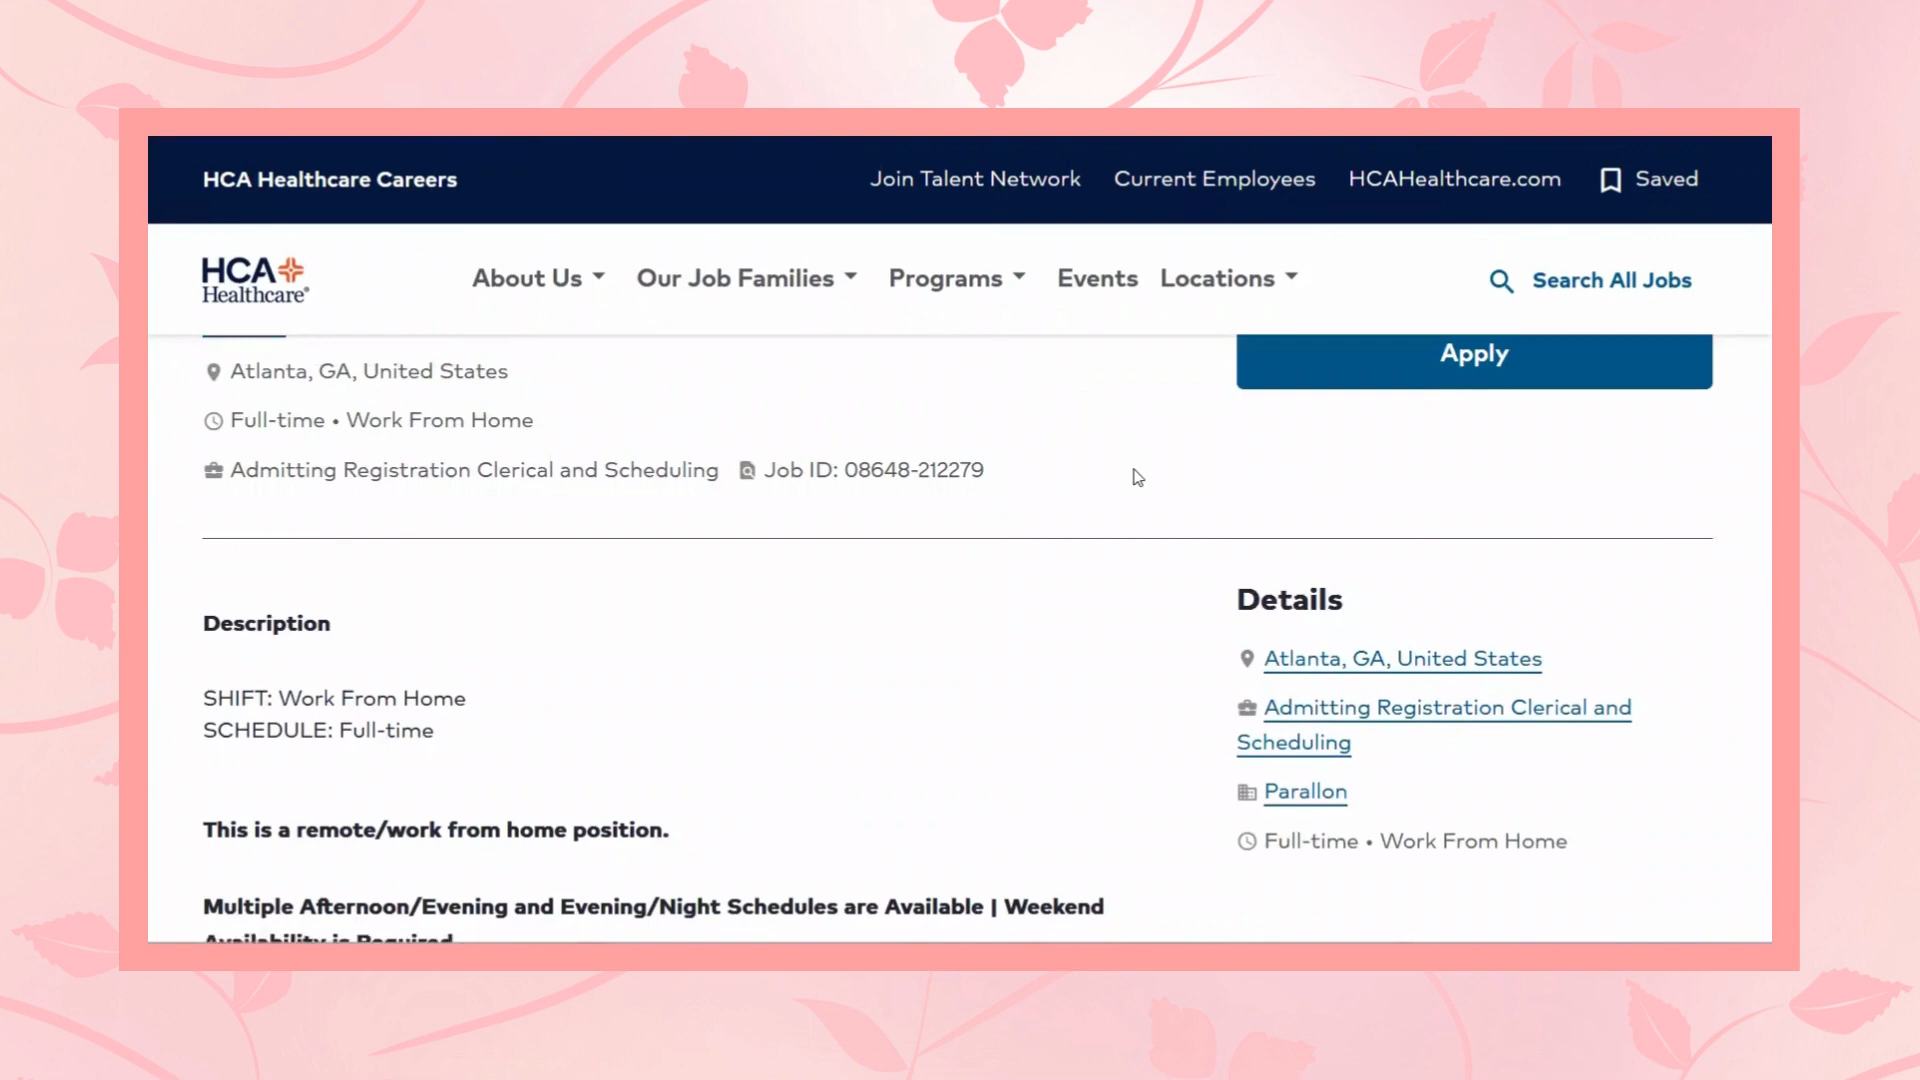 HCA Healthcare Careers
Join Talent Network
Current Employees
HCAHealthcare.com
Saved
HCA
Healthcare®
About Us
Our Job Families
Programs
Events
Locations
Search All Jobs
Atlanta, GA, United States
Full-time • Work From Home
Admitting Registration Clerical and Scheduling
Job ID: 08648-212279
Apply
Description
SHIFT: Work From Home
SCHEDULE: Full-time
This is a remote/work from home position.
Multiple Afternoon/Evening and Evening/Night Schedules are Available | Weekend
Availability is Required
Details
Atlanta, GA, United States
Admitting Registration Clerical and
Scheduling
Parallon
Full-time • Work From Home